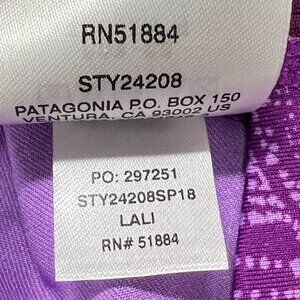 RN51884
STY24208
PATAGONIA P.O. BOX 150
VENTURA, CA 93002 US
PO: 297251
STY24208SP18
LALI
RN# 51884